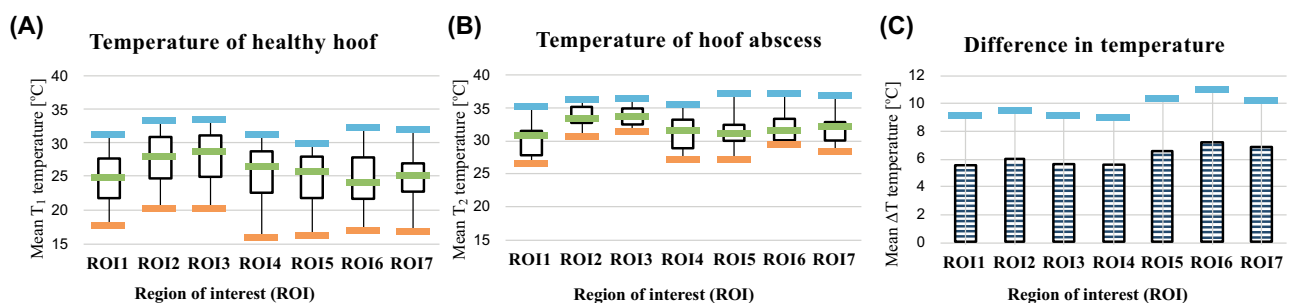 (A)
Temperature of healthy hoof
Mean T₁ temperature [°C]
40
35
30
25
20
15
ROI1 ROI2 ROI3 ROI4 ROI5 ROI6 ROI7
Region of interest (ROI)
(B)
Temperature of hoof abscess
Mean T₂ temperature [°C]
40
35
30
25
20
15
ROI1 ROI2 ROI3 ROI4 ROI5 ROI6 ROI7
Region of interest (ROI)
(C)
Difference in temperature
Mean ΔT temperature [°C]
12
10
8
6
4
2
0
ROI1 ROI2 ROI3 ROI4 ROI5 ROI6 ROI7
Region of interest (ROI)